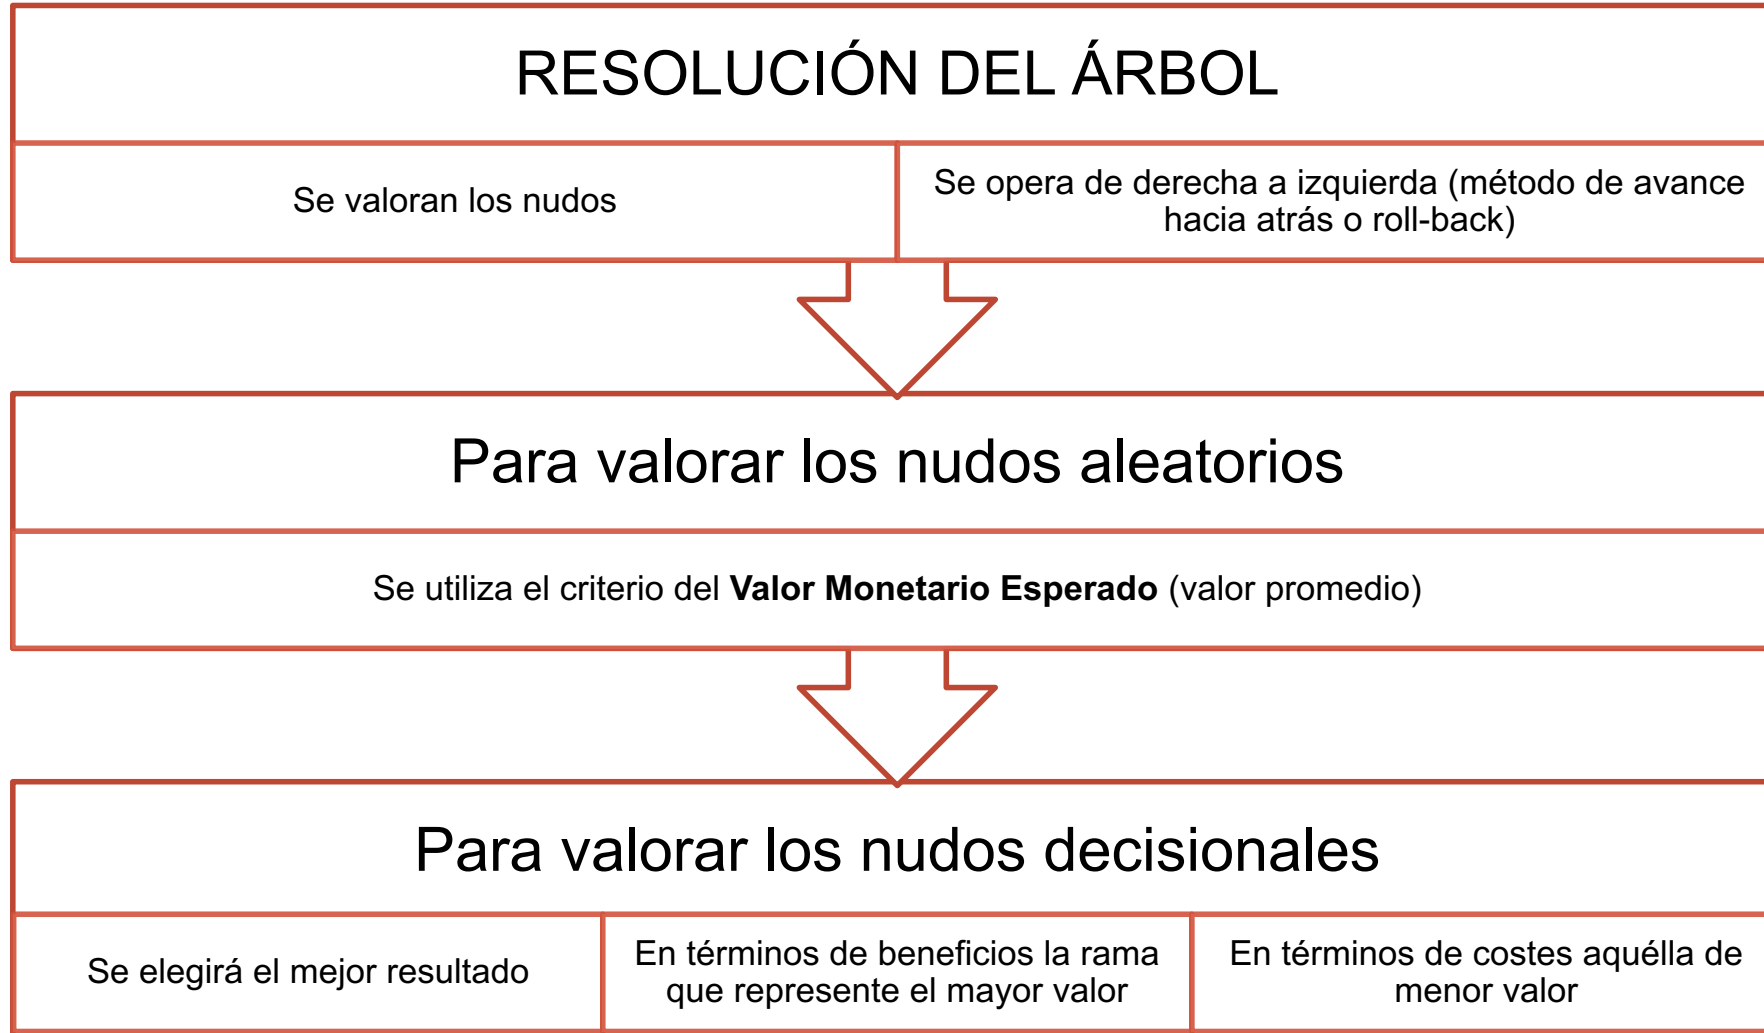 RESOLUCIÓN DEL ÁRBOL
Se valoran los nudos
Se opera de derecha a izquierda (método de avance
hacia atrás o roll-back)
Para valorar los nudos aleatorios
Se utiliza el criterio del Valor Monetario Esperado (valor promedio)
Para valorar los nudos decisionales
Se elegirá el mejor resultado
En términos de beneficios la rama
que represente el mayor valor
En términos de costes aquélla de
menor valor